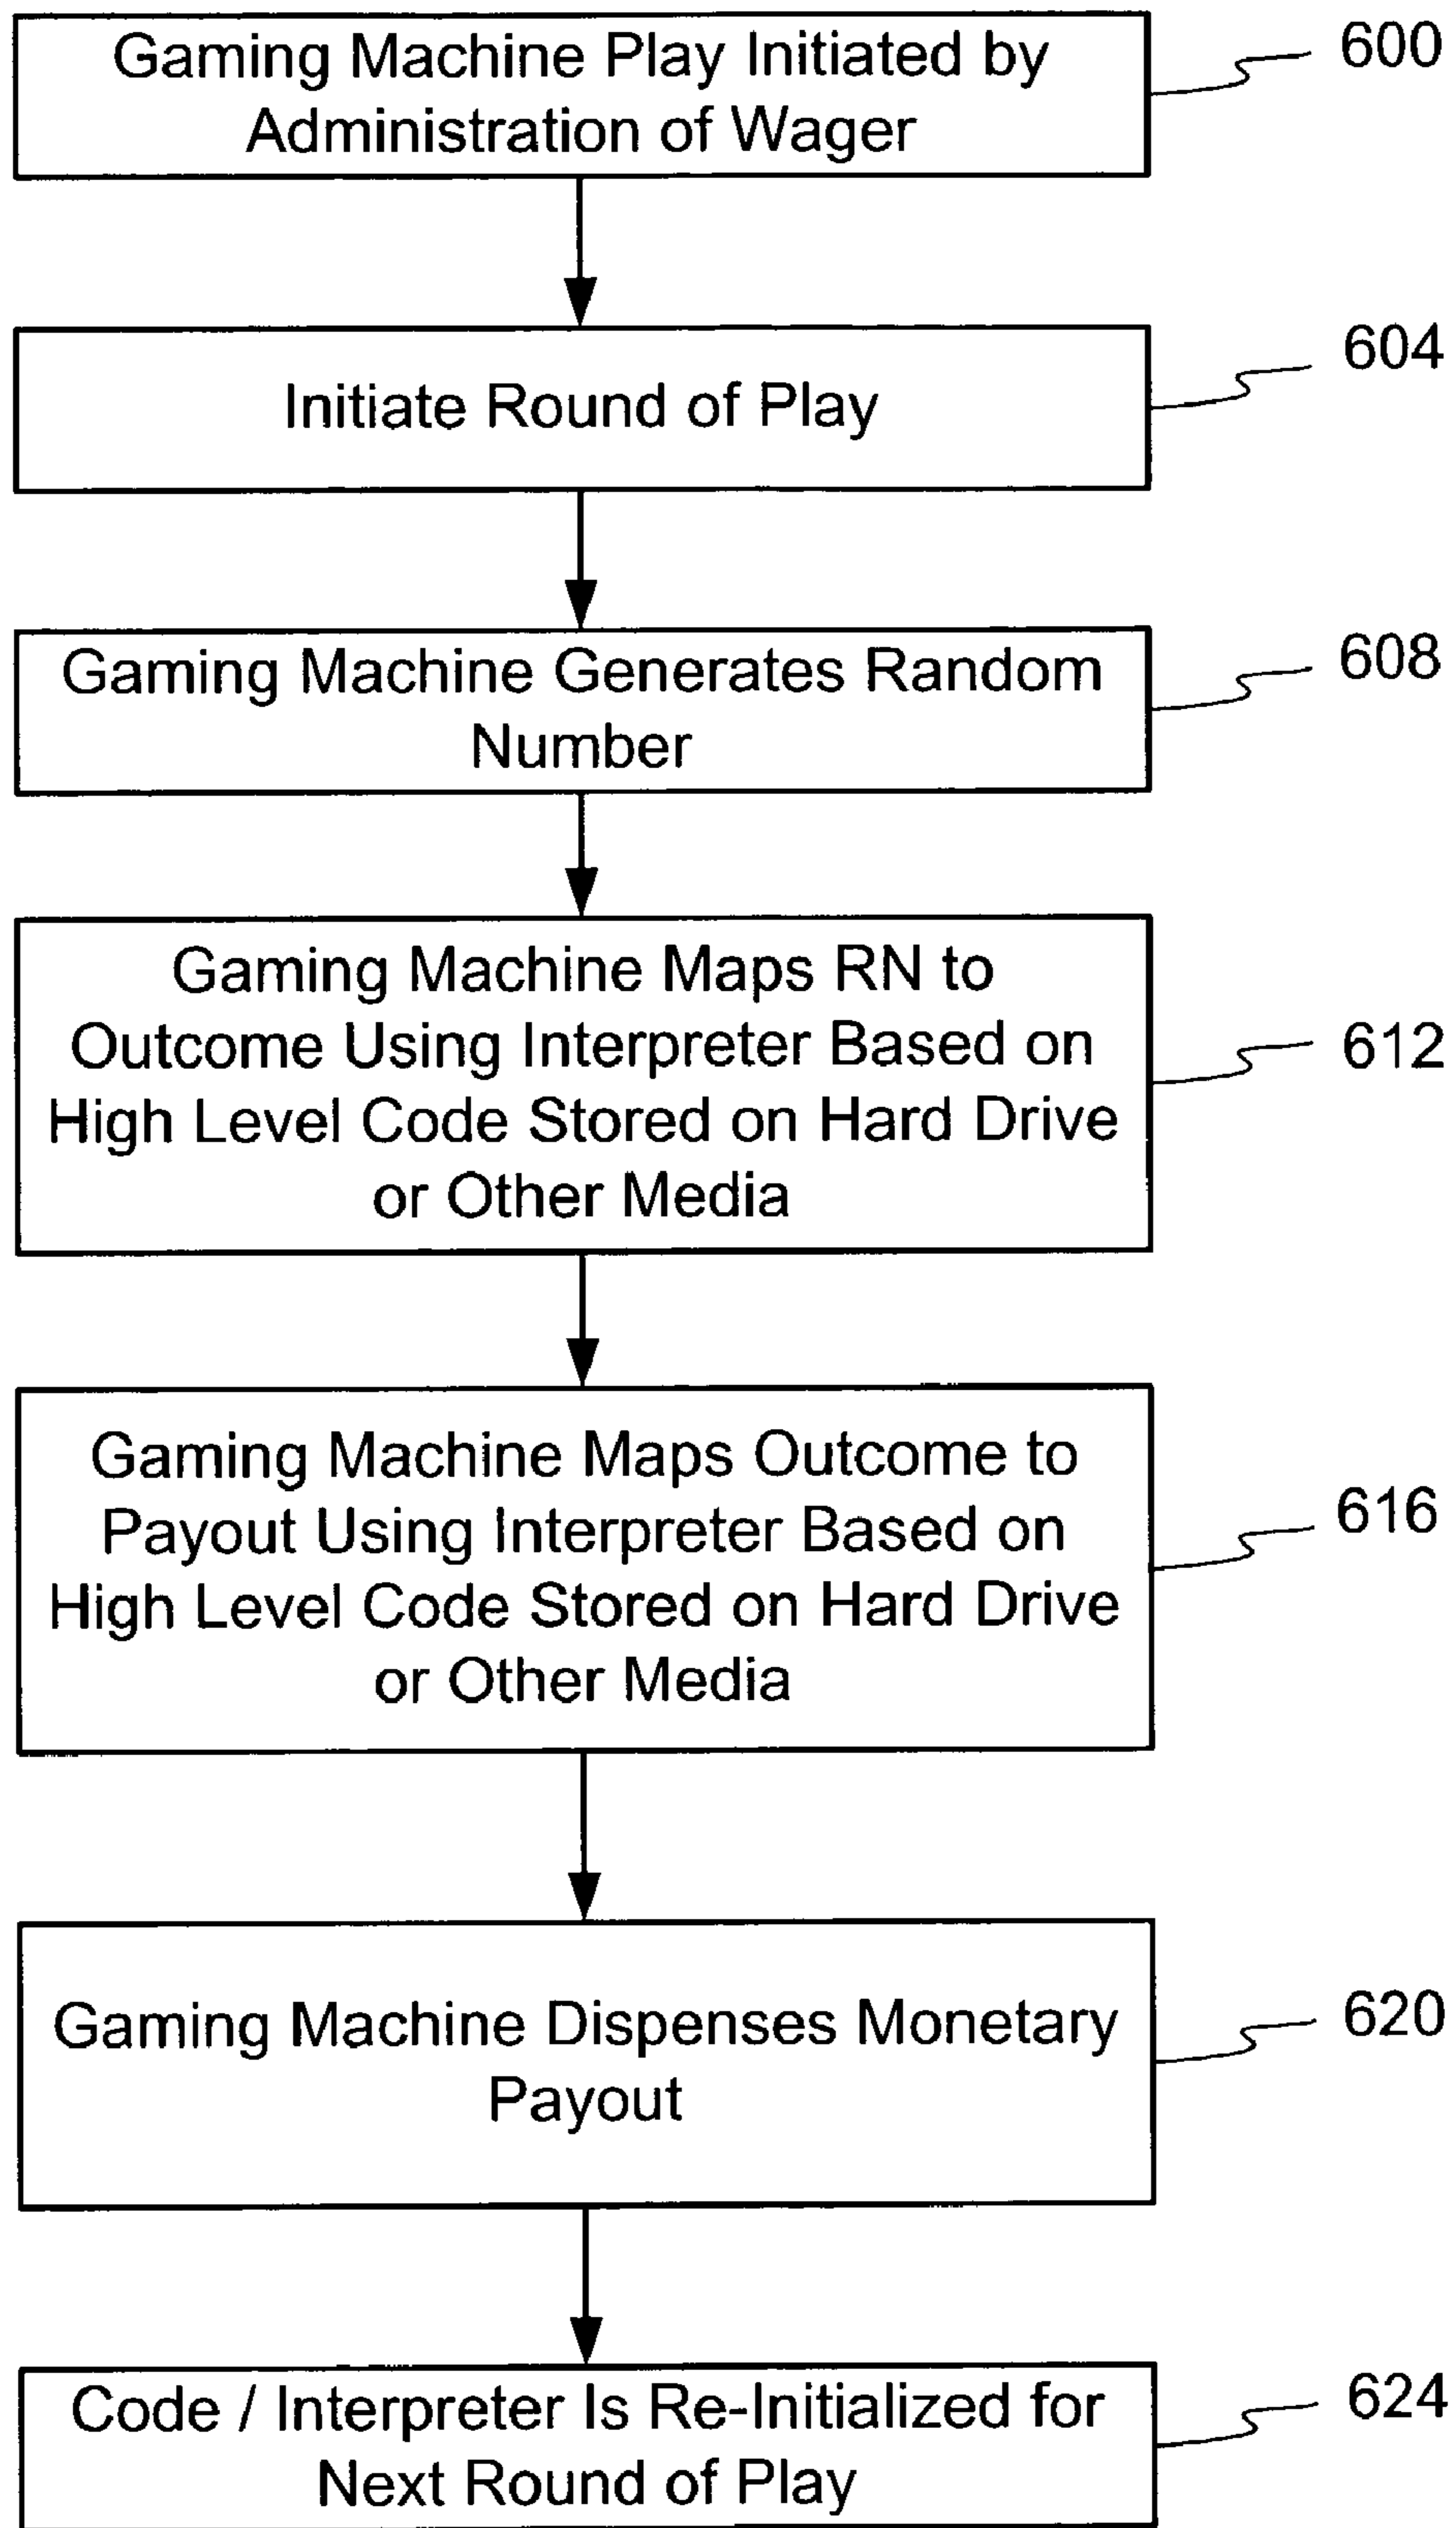 Gaming Machine Play Initiated by
Administration of Wager
600
Initiate Round of Play
604
Gaming Machine Generates Random
Number
608
Gaming Machine Maps RN to
Outcome Using Interpreter Based on
High Level Code Stored on Hard Drive
or Other Media
612
Gaming Machine Maps Outcome to
Payout Using Interpreter Based on
High Level Code Stored on Hard Drive
or Other Media
616
Gaming Machine Dispenses Monetary
Payout
620
Code / Interpreter Is Re-Initialized for
Next Round of Play
624